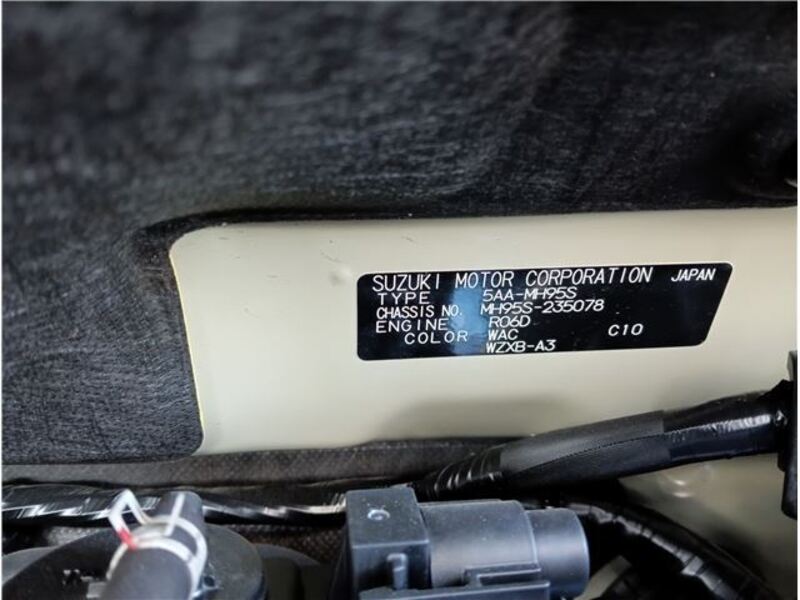 SUZUKI MOTOR CORPORATION JAPAN
TYPE 5AA-MH95S
CHASSIS NO. MH95S-235078
ENGINE R06D
COLOR WAC C10
WZXB-A3